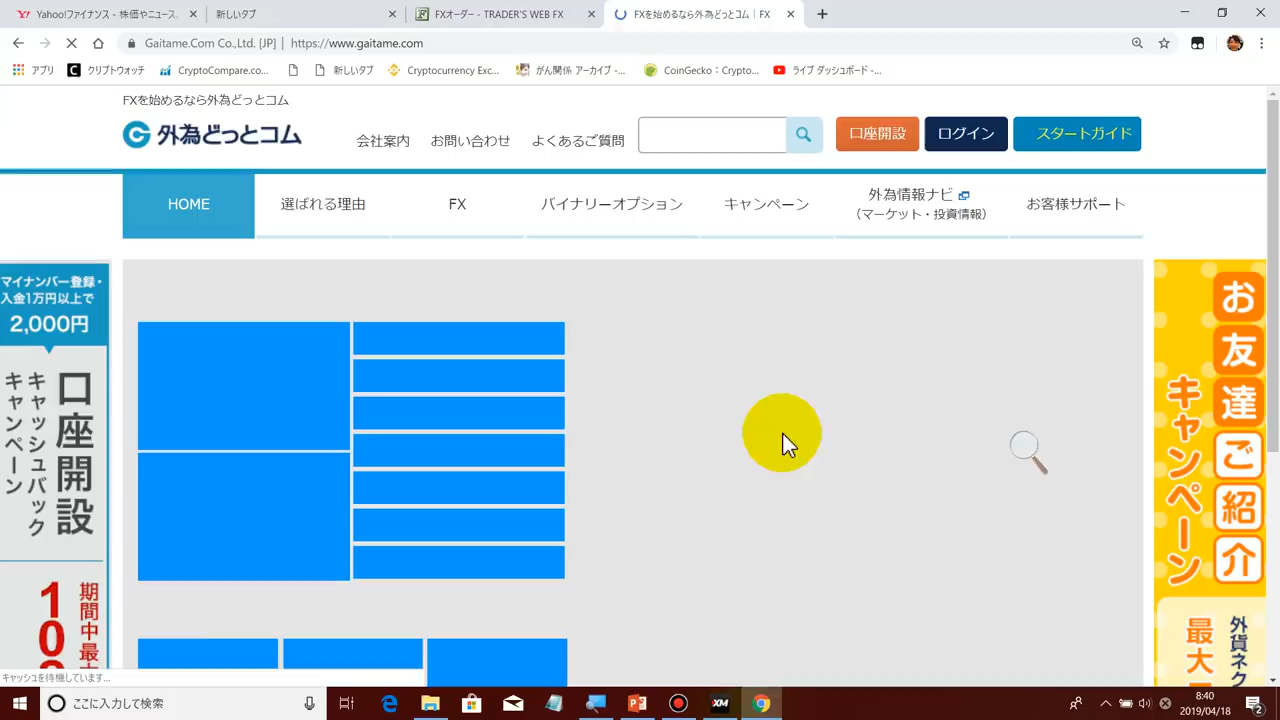 Yahoo!ファイナンス - 株価やニュース、
新しいタブ
FXオーダー - TRADER'S WEB FX
FXを始めるなら外為どっとコム｜FX
Gaitame.Com Co.,Ltd. [JP] | https://www.gaitame.com
アプリ
クリプトウォッチ
CryptoCompare.co...
新しいタブ
Cryptocurrency Exc...
がん関係 アーカイブ -...
CoinGecko：Crypto...
ライブ ダッシュボード -...
FXを始めるなら外為どっとコム
外為どっとコム
会社案内
お問い合わせ
よくあるご質問
口座開設
ログイン
スタートガイド
HOME
選ばれる理由
FX
バイナリーオプション
キャンペーン
外為情報ナビ
（マーケット・投資情報）
お客様サポート
マイナンバー登録・
入金1万円以上で
2,000円
口座開設
キャッシュバック
キャンペーン
期間中最大
10
お友達ご紹介
キャンペーン
外貨ネク
最大
キャッシュを待機しています...
ここに入力して検索
XM
8:40
2019/04/18
2